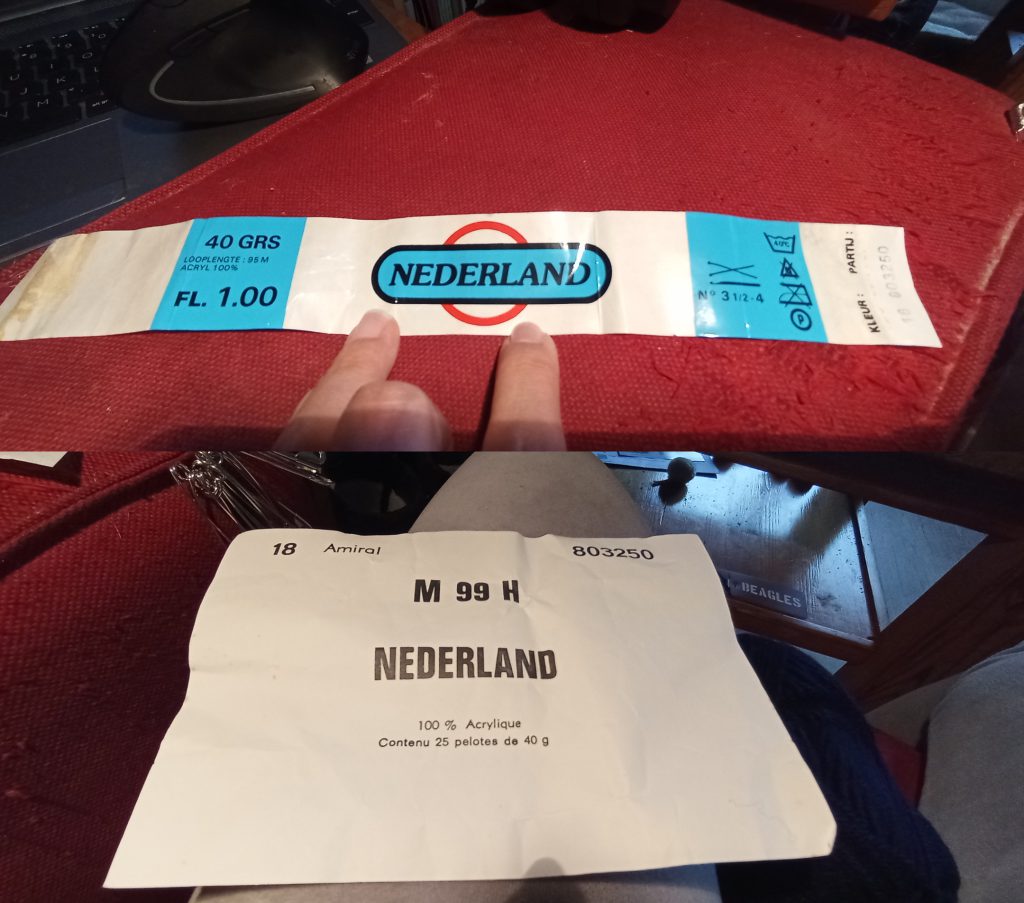 40 GRS
LOOPLENGTE : 95 M
ACRYL 100%
FL. 1.00
NEDERLAND
40°C
P
Nº 3 1/2-4
KLEUR :
PARTIJ :
18 803250
BEAGLES
18 Amiral 803250
M 99 H
NEDERLAND
100 % Acrylique
Contenu 25 pelotes de 40 g